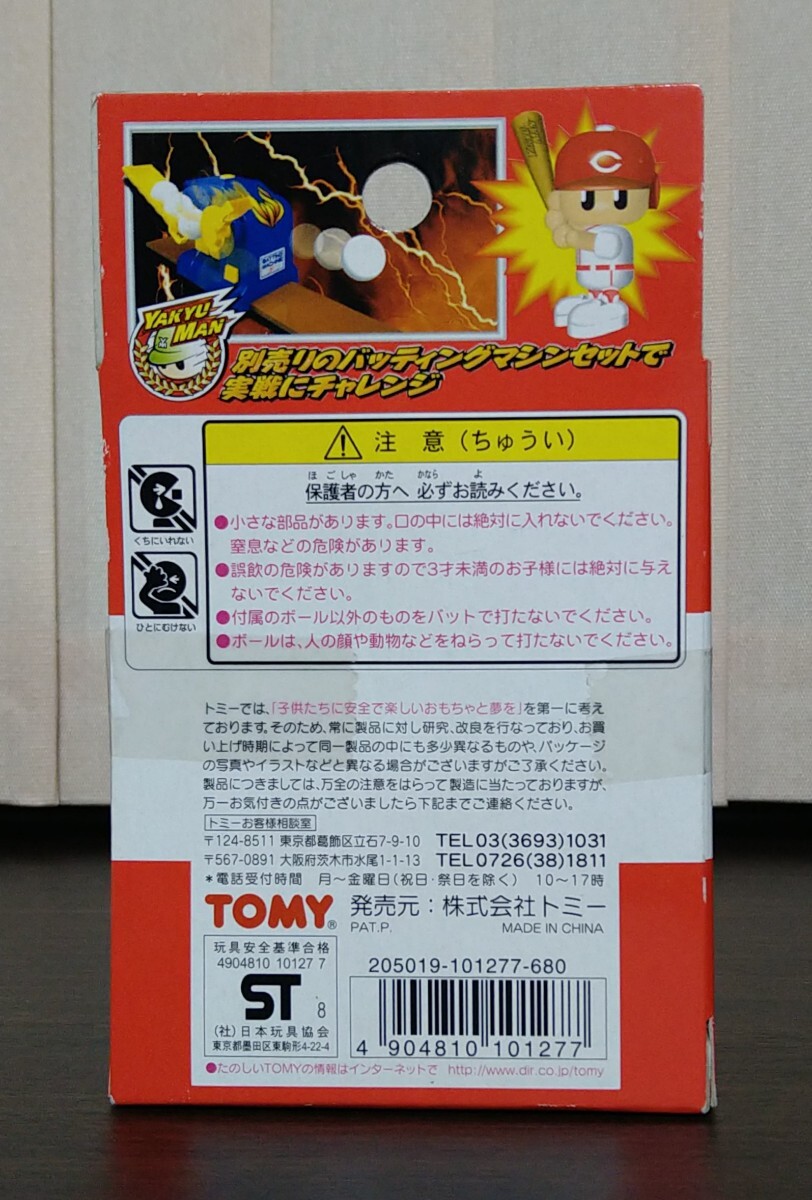 YAKYU
MAN
別売りのバッティングマシンセットで
実戦にチャレンジ
C
注意(ちゅうい)
ほごしゃ かた かなら よ
保護者の方へ 必ずお読みください。
くちにいれない
ひとにむけない
●小さな部品があります。口の中には絶対に入れないでください。
窒息などの危険があります。
●誤飲の危険がありますので3才未満のお子様には絶対に与え
ないでください。
●付属のボール以外のものをバットで打たないでください。
●ボールは、人の顔や動物などをねらって打たないでください。
トミーでは、「子供たちに安全で楽しいおもちゃと夢を」を第一に考え
ております。そのため、常に製品に対し研究、改良を行なっており、お買
い上げ時期によって同一製品の中にも多少異なるものや、パッケージ
の写真やイラストなどと異なる場合がございますがご了承ください。
製品につきましては、万全の注意をはらって製造に当たっておりますが、
万一お気付きの点がございましたら下記までご連絡ください。
トミーお客様相談室
〒124-8511 東京都葛飾区立石7-9-10 TEL03(3693)1031
〒567-0891 大阪府茨木市水尾1-1-13 TEL0726(38)1811
*電話受付時間 月〜金曜日(祝日・祭日を除く) 10〜17時
TOMY® 発売元:株式会社トミー
PAT.P. MADE IN CHINA
玩具安全基準合格
4904810 10127 7
ST 8
(社)日本玩具協会
東京都墨田区東駒形4-22-4
205019-101277-680
4 904810 101277
●たのしいTOMYの情報はインターネットで http://www.dir.co.jp/tomy